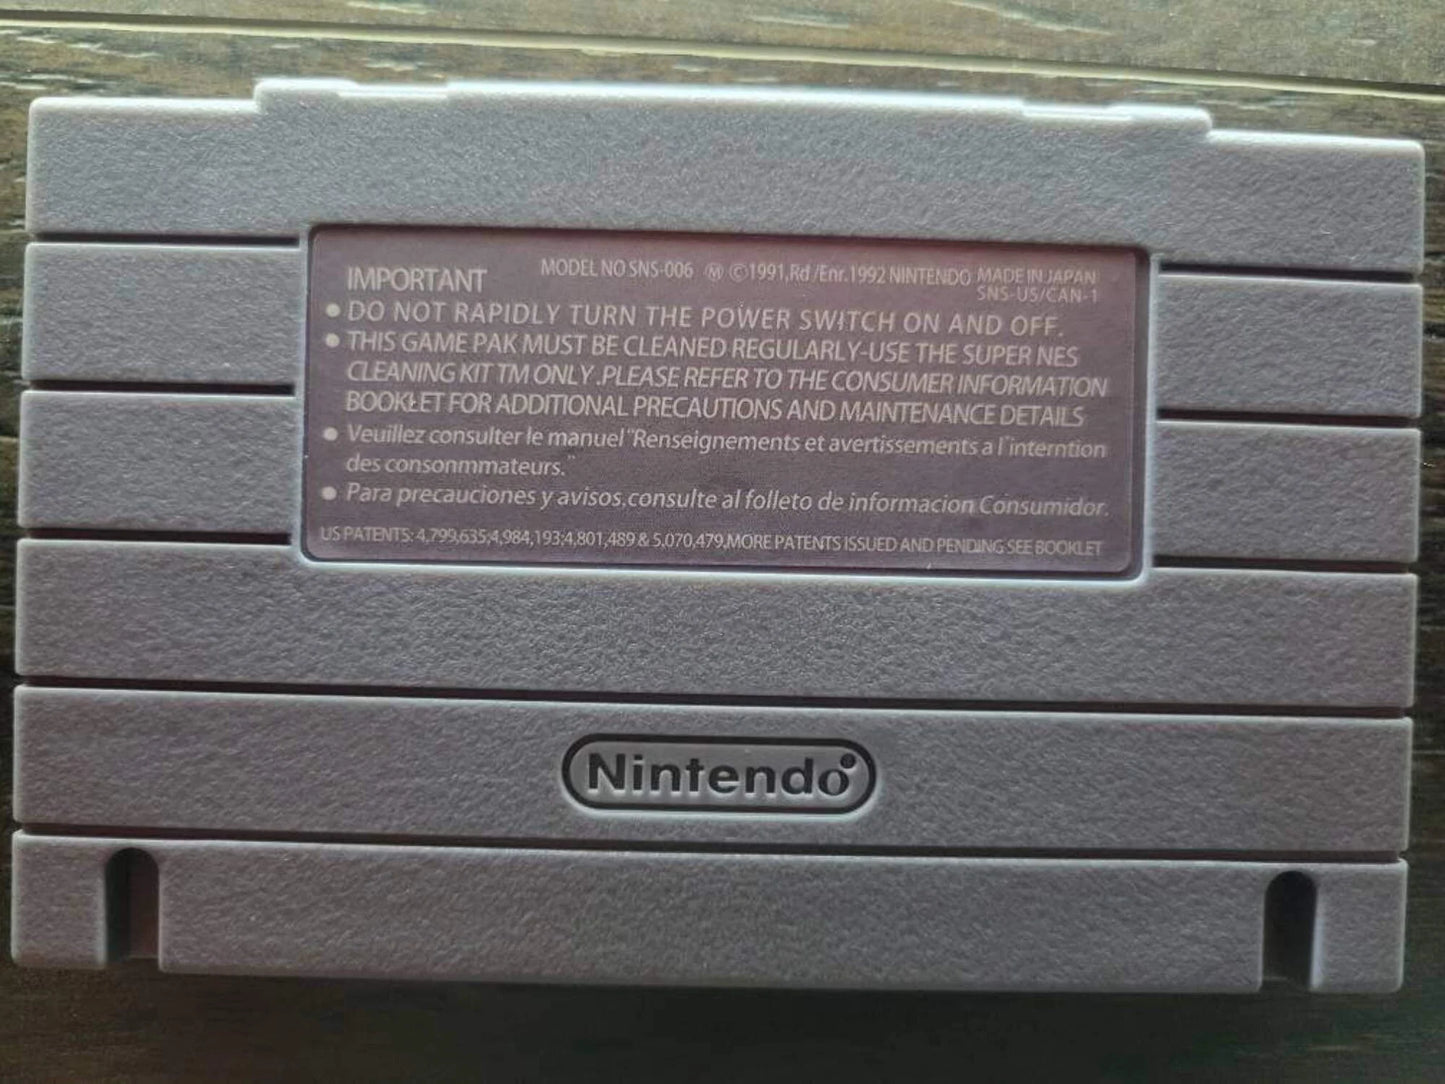 IMPORTANT MODEL NO SNS-006 Ⓜ ©1991,Rd/Enr.1992 NINTENDO MADE IN JAPAN
SNS-US/CAN-1
● DO NOT RAPIDLY TURN THE POWER SWITCH ON AND OFF.
● THIS GAME PAK MUST BE CLEANED REGULARLY-USE THE SUPER NES
CLEANING KIT TM ONLY.PLEASE REFER TO THE CONSUMER INFORMATION
BOOKLET FOR ADDITIONAL PRECAUTIONS AND MAINTENANCE DETAILS
● Veuillez consulter le manuel "Renseignements et avertissements a l'interntion
des consonmmateurs."
● Para precauciones y avisos,consulte al folleto de informacion Consumidor.
US PATENTS: 4,799,635;4,984,193;4,801,489 & 5,070,479,MORE PATENTS ISSUED AND PENDING SEE BOOKLET
Nintendo